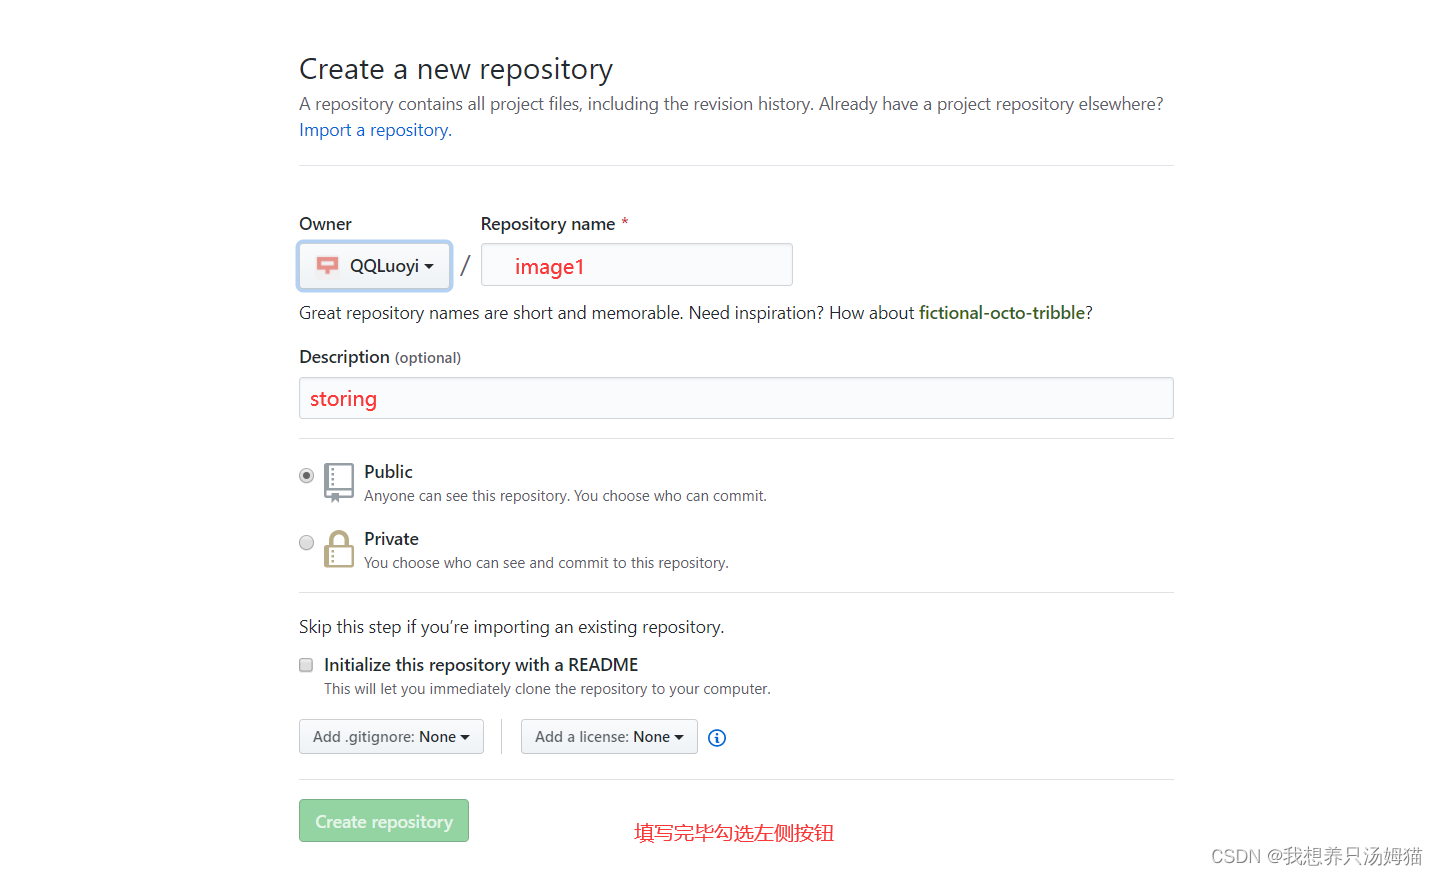 Create a new repository
A repository contains all project files, including the revision history. Already have a project repository elsewhere?
Import a repository.
Owner
Repository name *
QQLuoyi
/
image1
Great repository names are short and memorable. Need inspiration? How about fictional-octo-tribble?
Description (optional)
storing
Public
Anyone can see this repository. You choose who can commit.
Private
You choose who can see and commit to this repository.
Skip this step if you’re importing an existing repository.
Initialize this repository with a README
This will let you immediately clone the repository to your computer.
Add .gitignore: None
Add a license: None
Create repository
填写完毕勾选左侧按钮
CSDN @我想养只汤姆猫